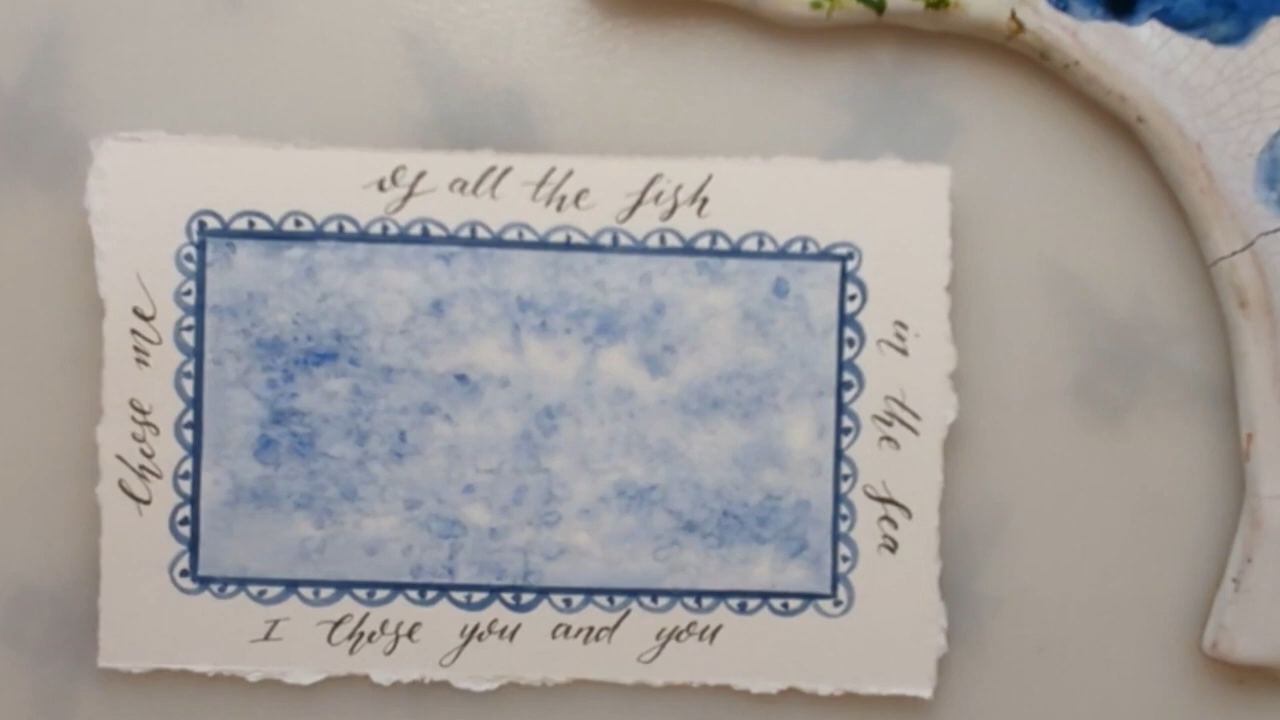 of all the fish
in the sea
I chose you and you
chose me